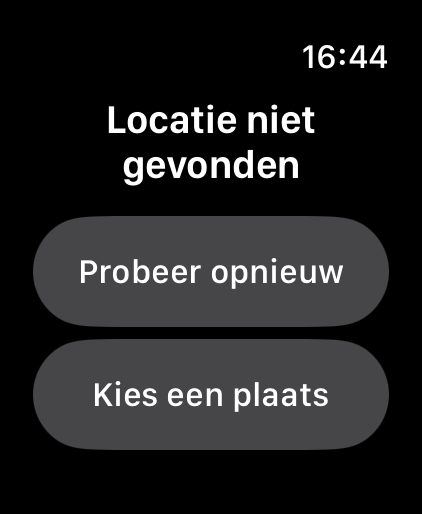 16:44
Locatie niet
gevonden
Probeer opnieuw
Kies een plaats